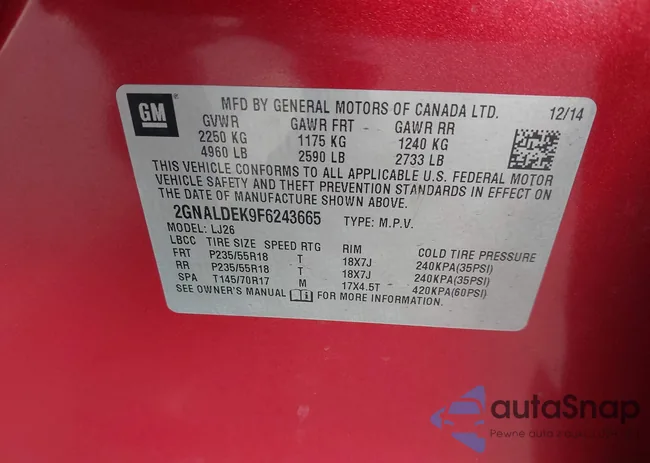 GM
MFD BY GENERAL MOTORS OF CANADA LTD. 12/14
GVWR GAWR FRT GAWR RR
2250 KG 1175 KG 1240 KG
4960 LB 2590 LB 2733 LB
THIS VEHICLE CONFORMS TO ALL APPLICABLE U.S. FEDERAL MOTOR
VEHICLE SAFETY AND THEFT PREVENTION STANDARDS IN EFFECT ON
THE DATE OF MANUFACTURE SHOWN ABOVE.
2GNALDEK9F6243665 TYPE: M.P.V.
MODEL: LJ26
LBCC TIRE SIZE SPEED RTG RIM COLD TIRE PRESSURE
FRT P235/55R18 T 18X7J 240KPA(35PSI)
RR P235/55R18 T 18X7J 240KPA(35PSI)
SPA T145/70R17 M 17X4.5T 420KPA(60PSI)
SEE OWNER'S MANUAL FOR MORE INFORMATION.
autaSnap
Pewne auta